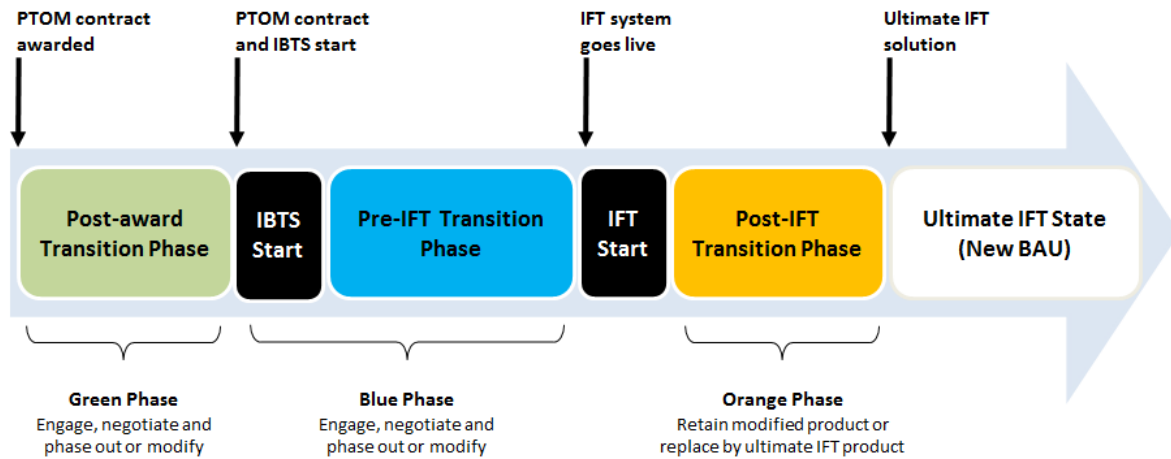 PTOM contract
awarded
PTOM contract
and IBTS start
IFT system
goes live
Ultimate IFT
solution
Post-award
Transition Phase
IBTS
Start
Pre-IFT Transition
Phase
IFT
Start
Post-IFT
Transition Phase
Ultimate IFT State
(New BAU)
Green Phase
Engage, negotiate and
phase out or modify
Blue Phase
Engage, negotiate and
phase out or modify
Orange Phase
Retain modified product or
replace by ultimate IFT product